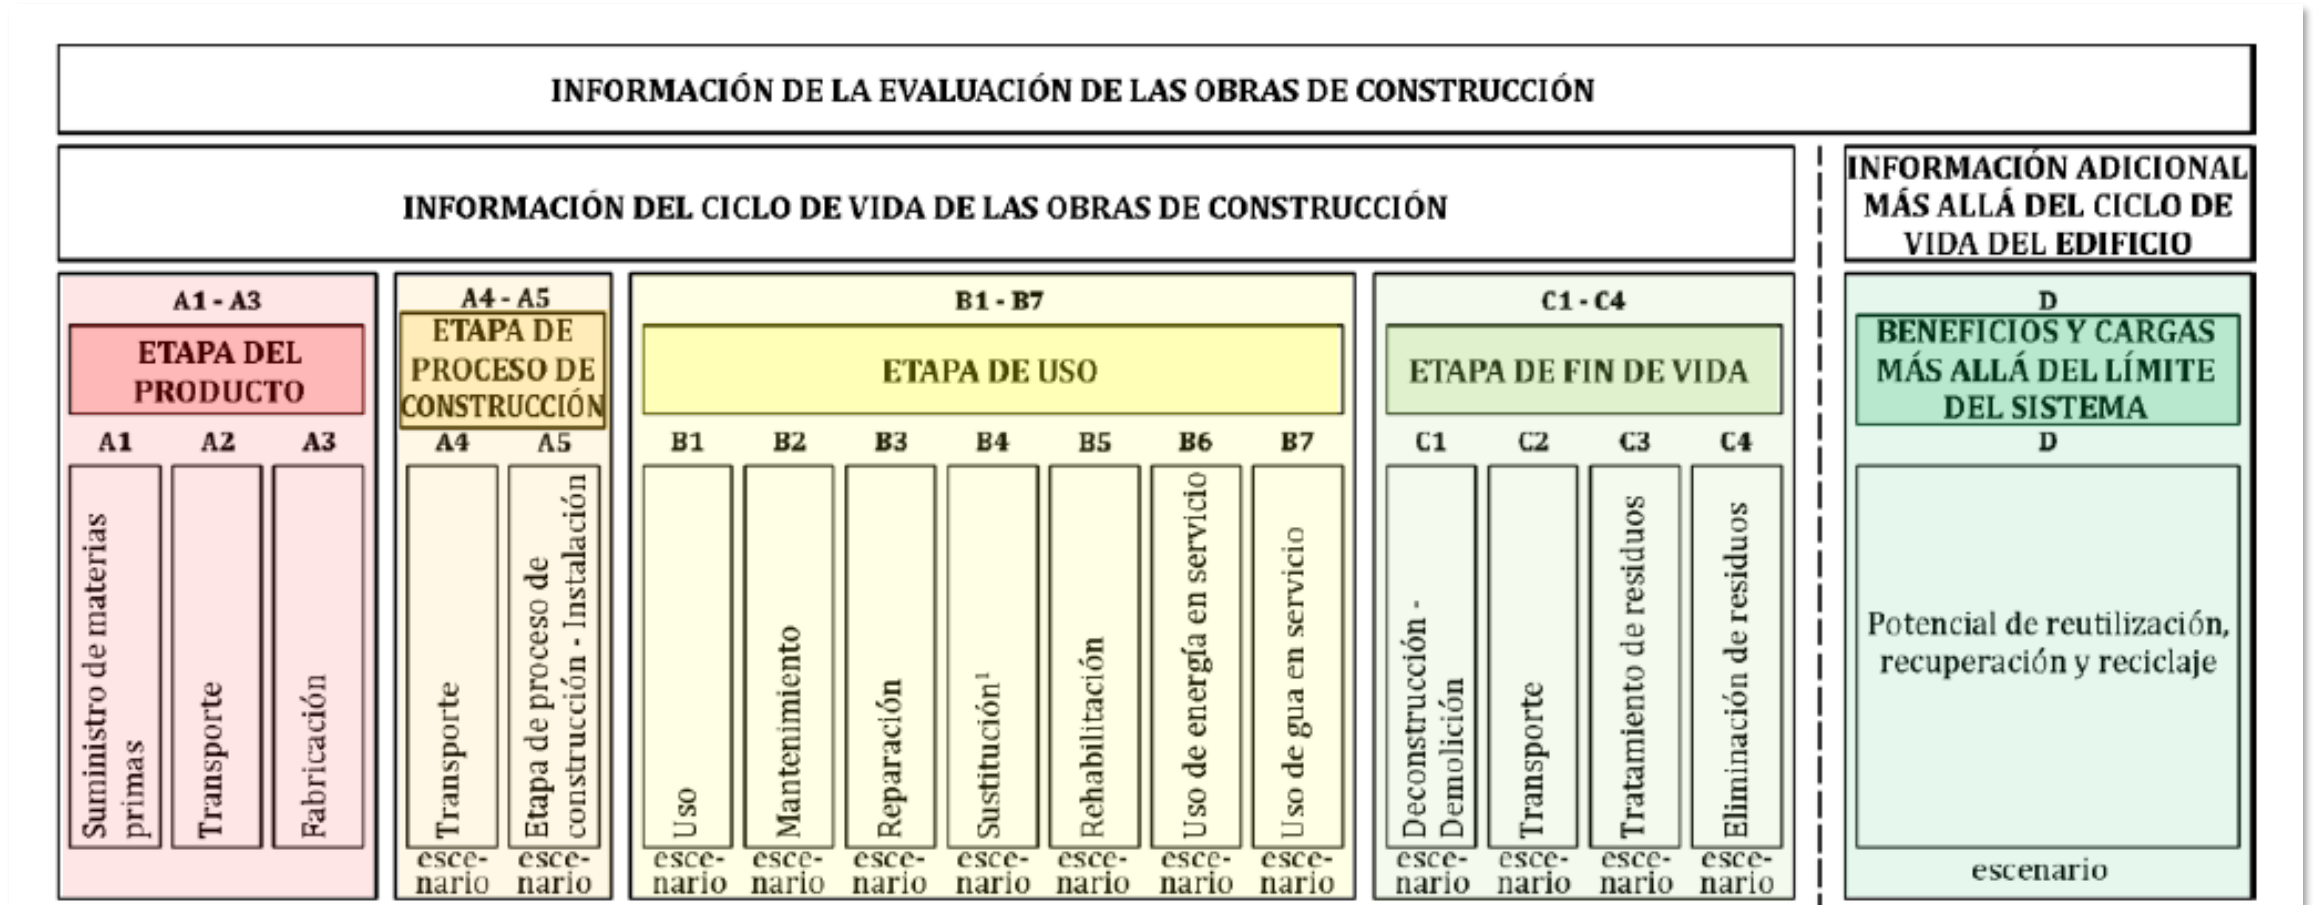 INFORMACIÓN DE LA EVALUACIÓN DE LAS OBRAS DE CONSTRUCCIÓN
INFORMACIÓN DEL CICLO DE VIDA DE LAS OBRAS DE CONSTRUCCIÓN
INFORMACIÓN ADICIONAL
MÁS ALLÁ DEL CICLO DE
VIDA DEL EDIFICIO
A1 - A3
ETAPA DEL
PRODUCTO
A1
A2
A3
Suministro de materias
primas
Transporte
Fabricación
A4 - A5
ETAPA DE
PROCESO DE
CONSTRUCCIÓN
A4
A5
Transporte
Etapa de proceso de
construcción - Instalación
esce-
nario
esce-
nario
B1 - B7
ETAPA DE USO
B1
B2
B3
B4
B5
B6
B7
Uso
Mantenimiento
Reparación
Sustitución¹
Rehabilitación
Uso de energía en servicio
Uso de gua en servicio
esce-
nario
esce-
nario
esce-
nario
esce-
nario
esce-
nario
esce-
nario
esce-
nario
C1 - C4
ETAPA DE FIN DE VIDA
C1
C2
C3
C4
Deconstrucción -
Demolición
Transporte
Tratamiento de residuos
Eliminación de residuos
esce-
nario
esce-
nario
esce-
nario
esce-
nario
D
BENEFICIOS Y CARGAS
MÁS ALLÁ DEL LÍMITE
DEL SISTEMA
D
Potencial de reutilización,
recuperación y reciclaje
escenario